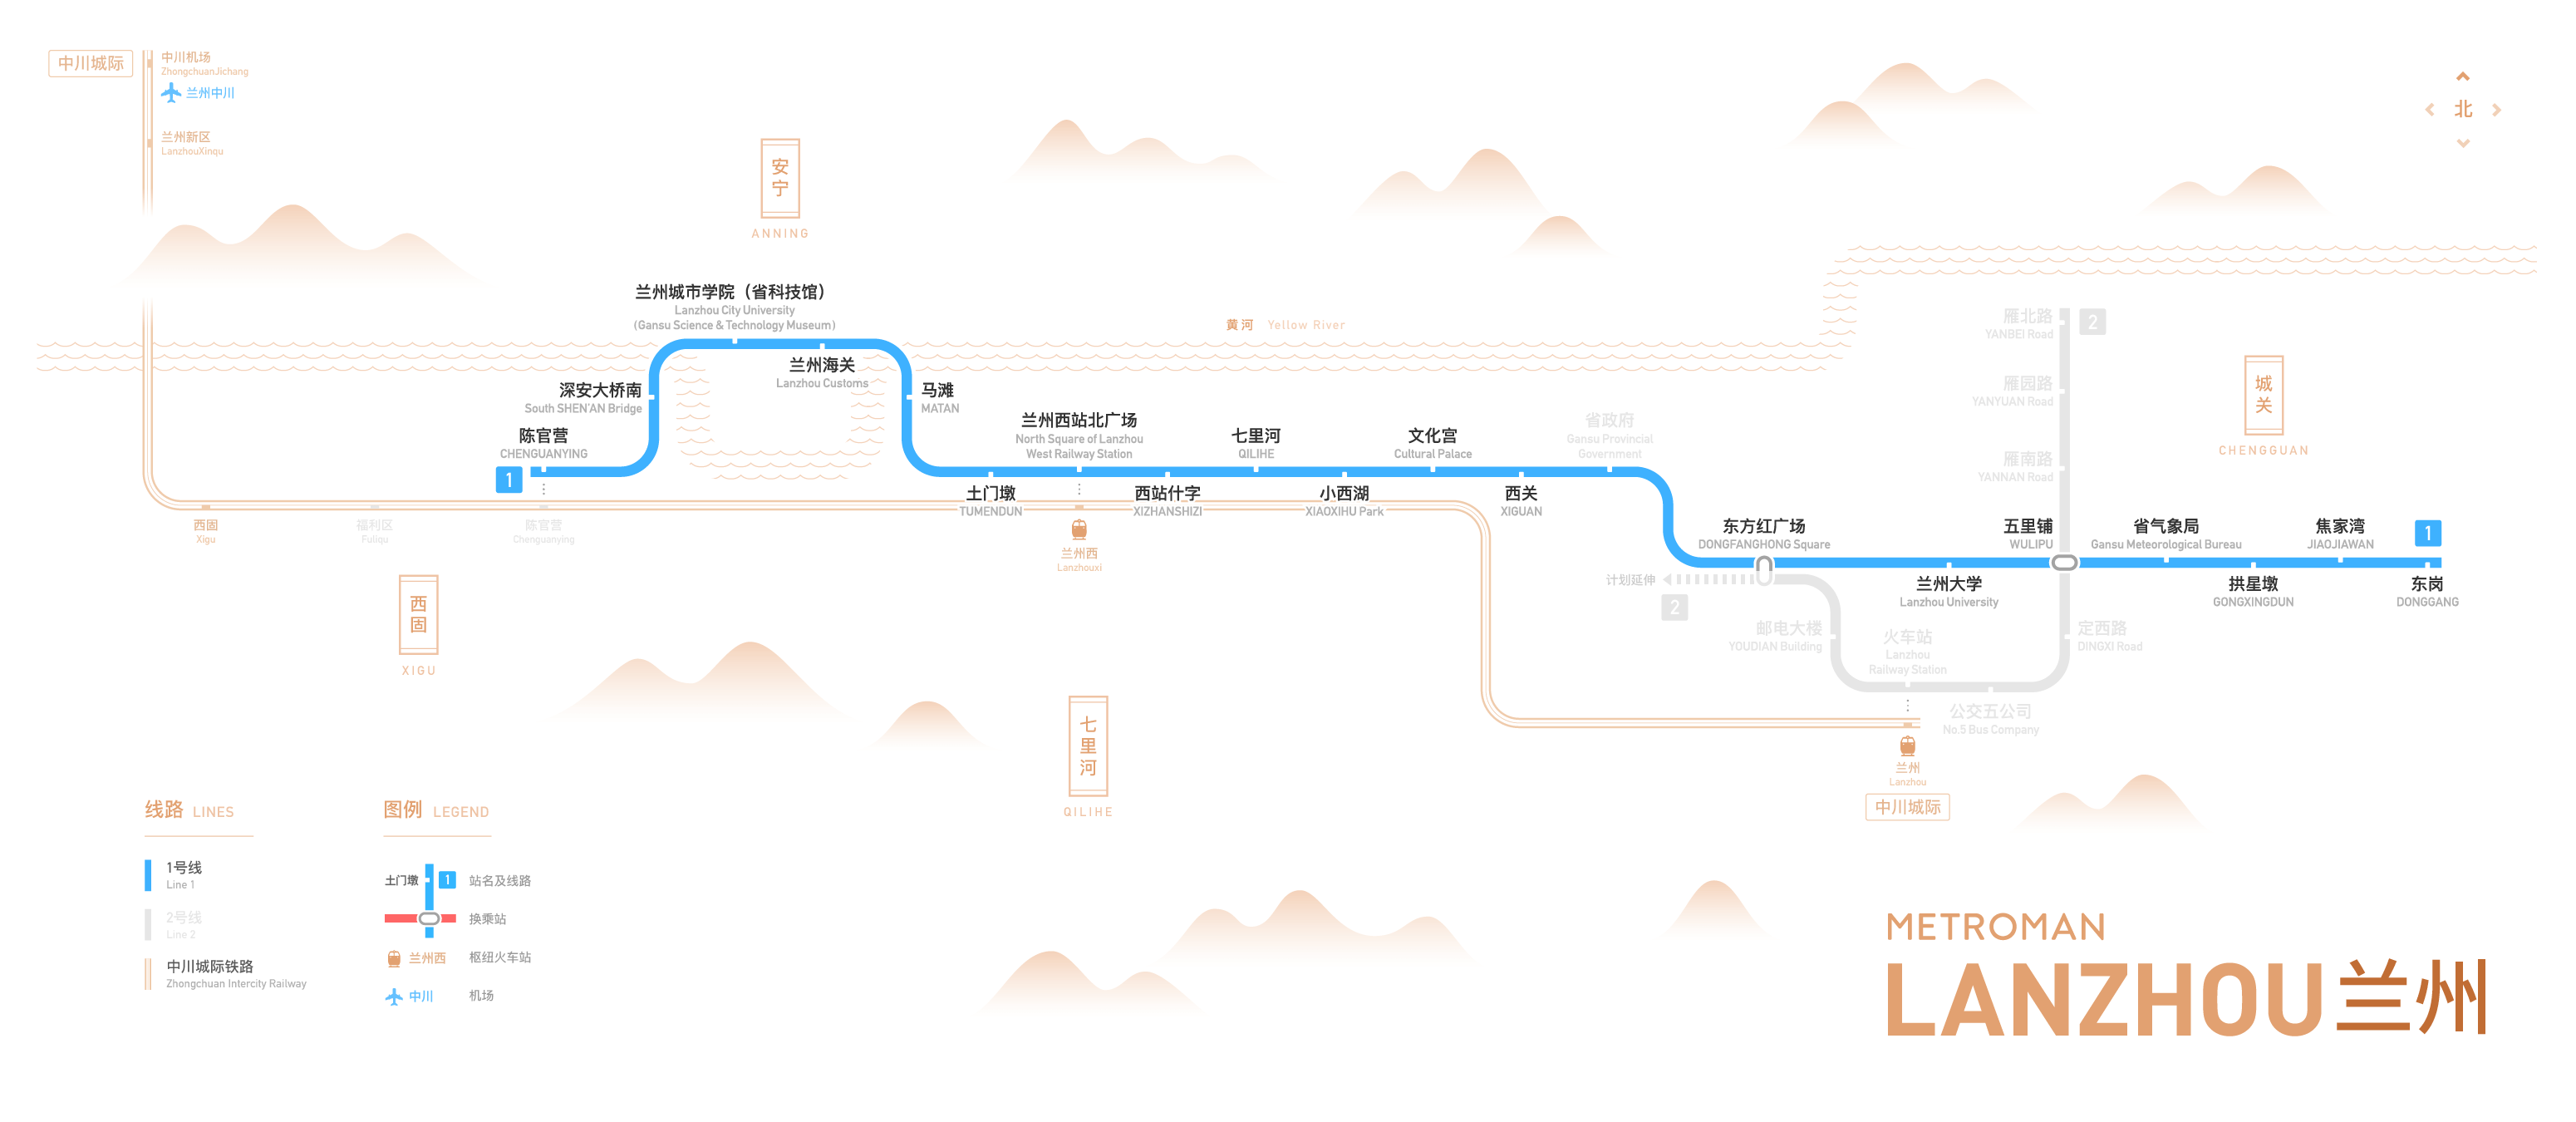 中川城际
中川机场
ZhongchuanJichang
兰州中川
兰州新区
LanzhouXinqu
北
安宁
ANNING
兰州城市学院（省科技馆）
Lanzhou City University
(Gansu Science & Technology Museum)
兰州海关
Lanzhou Customs
黄河 Yellow River
深安大桥南
South SHEN'AN Bridge
马滩
MATAN
陈官营
CHENGUANYING
1
兰州西站北广场
North Square of Lanzhou
West Railway Station
七里河
QILIHE
文化宫
Cultural Palace
省政府
Gansu Provincial
Government
土门墩
TUMENDUN
西站什字
XIZHANSHIZI
小西湖
XIAOXIHU Park
西关
XIGUAN
雁北路
YANBEI Road
2
雁园路
YANYUAN Road
雁南路
YANNAN Road
城关
CHENGGUAN
西固
Xigu
福利区
Fuliqu
陈官营
Chenguanying
兰州西
Lanzhouxi
东方红广场
DONGFANGHONG Square
五里铺
WULIPU
省气象局
Gansu Meteorological Bureau
焦家湾
JIAOJIAWAN
1
计划延伸
2
兰州大学
Lanzhou University
拱星墩
GONGXINGDUN
东岗
DONGGANG
西固
XIGU
邮电大楼
YOUDIAN Building
火车站
Lanzhou
Railway Station
定西路
DINGXI Road
公交五公司
No.5 Bus Company
七里河
QILIHE
兰州
Lanzhou
中川城际
线路 LINES
1号线
Line 1
2号线
Line 2
中川城际铁路
Zhongchuan Intercity Railway
图例 LEGEND
土门墩 1 站名及线路
换乘站
兰州西 枢纽火车站
中川 机场
METROMAN
LANZHOU兰州